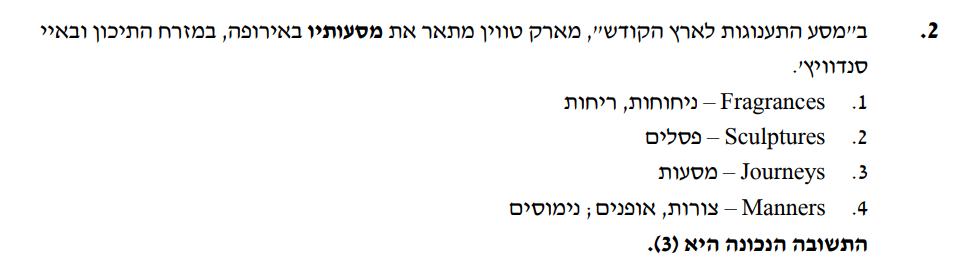 2. ב״מסע התענוגות לארץ הקודש״, מארק טווין מתאר את מסעותיו באירופה, במזרח התיכון ובאיי
סנדוויץ׳.
1. Fragrances – ניחוחות, ריחות
2. Sculptures – פסלים
3. Journeys – מסעות
4. Manners – צורות, אופנים; נימוסים
התשובה הנכונה היא (3).